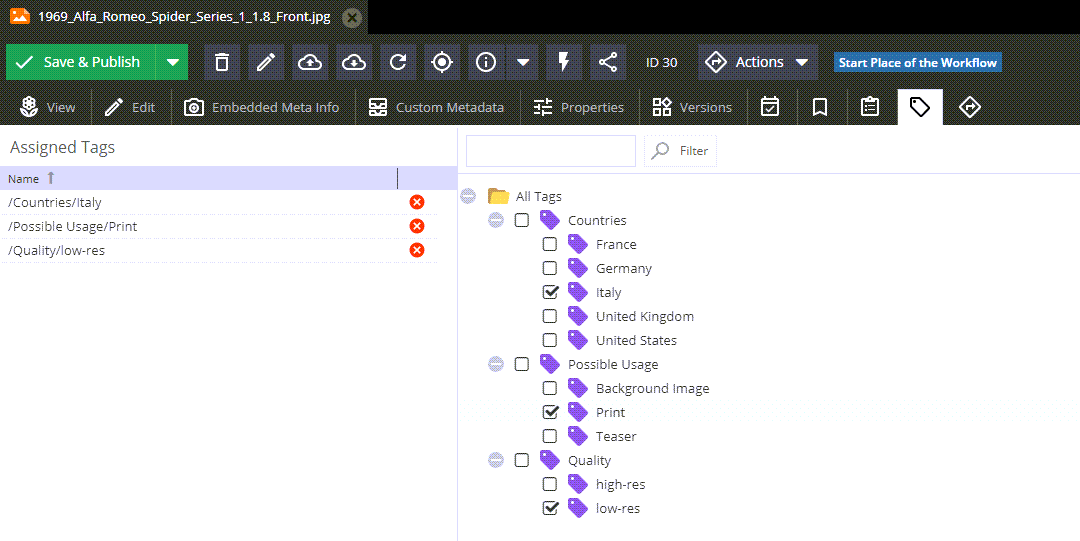 1969_Alfa_Romeo_Spider_Series_1_1.8_Front.jpg
Save & Publish ID 30 Actions Start Place of the Workflow
View Edit Embedded Meta Info Custom Metadata Properties Versions
Assigned Tags
Name
/Countries/Italy
/Possible Usage/Print
/Quality/low-res
Filter
All Tags
Countries
France
Germany
Italy
United Kingdom
United States
Possible Usage
Background Image
Print
Teaser
Quality
high-res
low-res